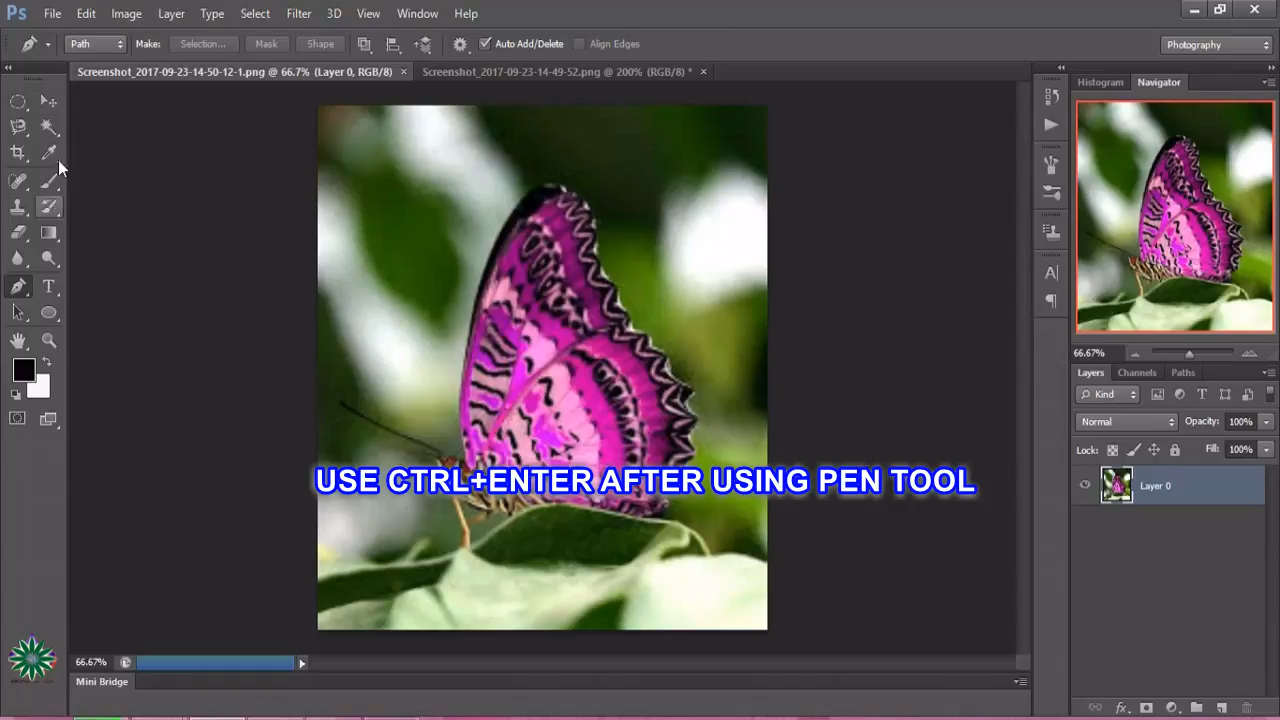 Ps File Edit Image Layer Type Select Filter 3D View Window Help
Path Make: Selection... Mask Shape Auto Add/Delete Align Edges Photography
Screenshot_2017-09-23-14-50-12-1.png @ 66.7% (Layer 0, RGB/8) × Screenshot_2017-09-23-14-49-52.png @ 200% (RGB/8) * ×
Histogram Navigator
66.67%
Layers Channels Paths
Kind
Normal Opacity: 100%
Lock: Fill: 100%
Layer 0
USE CTRL+ENTER AFTER USING PEN TOOL
66.67%
Mini Bridge